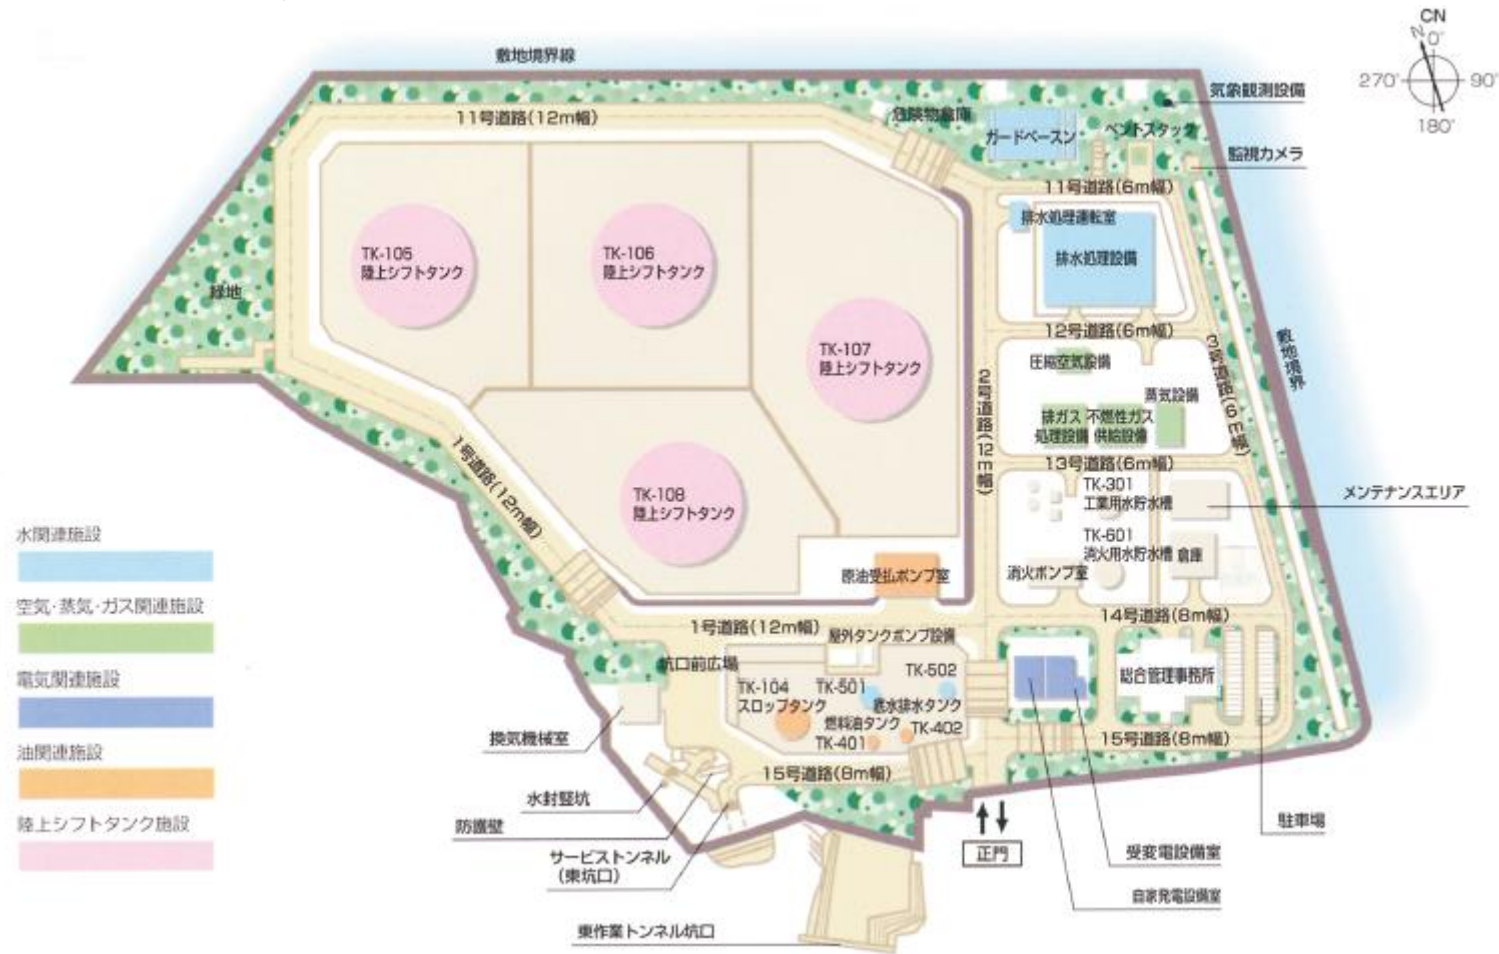 CN
N
0°
270°
90°
180°
敷地境界線
気象観測設備
11号道路(12m幅)
危険物倉庫
ガードベースン
ベントスタック
監視カメラ
11号道路(6m幅)
排水処理運転室
排水処理設備
TK-105
陸上シフトタンク
TK-106
陸上シフトタンク
緑地
12号道路(6m幅)
3号道路(6m幅)
敷地境界
TK-107
陸上シフトタンク
圧縮空気設備
蒸気設備
2号道路(12m幅)
排ガス
処理設備
不燃性ガス
供給設備
13号道路(6m幅)
1号道路(12m幅)
TK-108
陸上シフトタンク
TK-301
工業用水貯水槽
メンテナンスエリア
TK-601
消火用水貯水槽
倉庫
消火ポンプ室
原油受払ポンプ室
14号道路(8m幅)
1号道路(12m幅)
屋外タンクポンプ設備
坑口前広場
TK-104
スロップタンク
TK-501
TK-502
底水排水タンク
燃料油タンク
TK-401
TK-402
総合管理事務所
15号道路(8m幅)
15号道路(8m幅)
換気機械室
水封竪坑
防護壁
サービストンネル
(東坑口)
東作業トンネル坑口
正門
駐車場
受変電設備室
自家発電設備室
水関連施設
空気・蒸気・ガス関連施設
電気関連施設
油関連施設
陸上シフトタンク施設